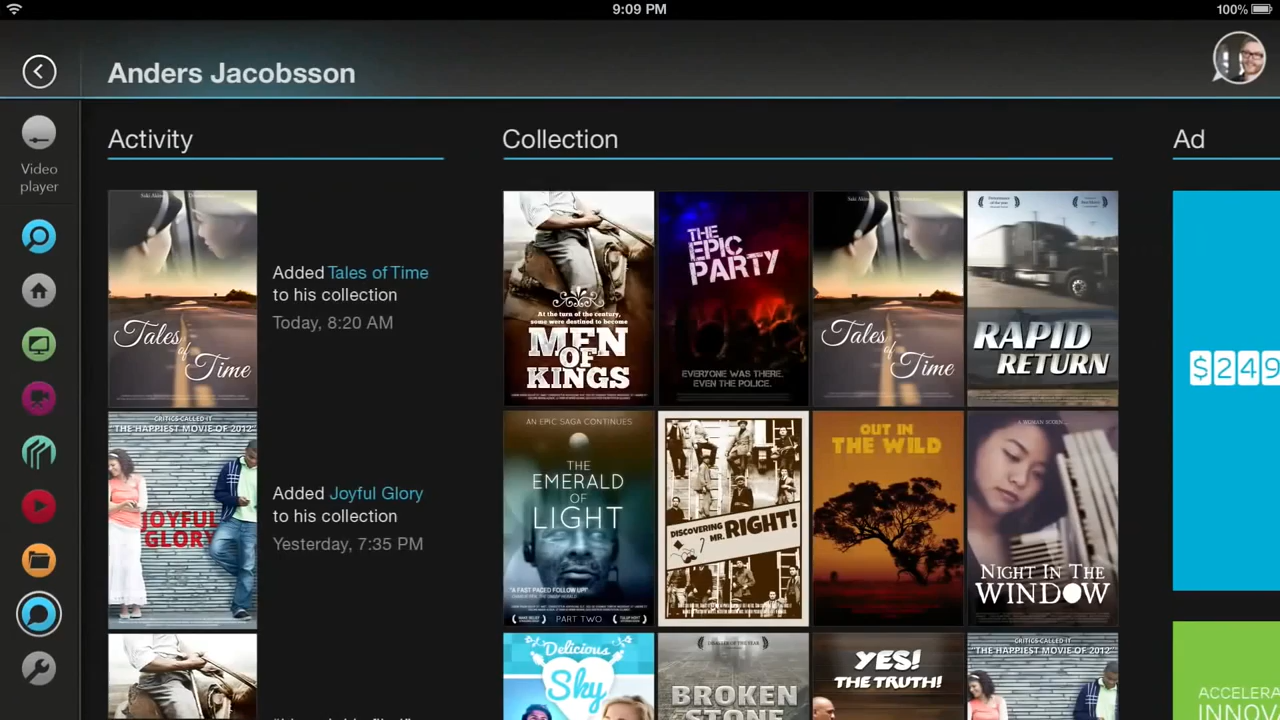 9:09 PM
100%
Anders Jacobsson
Video
player
Activity
Tales
of
Time
Added Tales of Time
to his collection
Today, 8:20 AM
CRITICS CALLED IT
THE HAPPIEST MOVIE OF 2012
JOYFUL
GLORY
Added Joyful Glory
to his collection
Yesterday, 7:35 PM
Collection
At the turn of the century,
some were destined to become
MEN
OF
KINGS
THE
EPIC
PARTY
EVERYONE WAS THERE.
EVEN THE POLICE.
Tales
of
Time
RAPID
RETURN
AN EPIC SAGA CONTINUES
THE
EMERALD
OF
LIGHT
"A FAST PACED FOLLOW UP!"
PART TWO
DISCOVERING
MR. RIGHT!
OUT IN
THE WILD
NIGHT IN THE
WINDOW
Delicious
Sky
BROKEN
STONE
YES!
THE TRUTH!
CRITICS CALLED IT
THE HAPPIEST MOVIE OF 2012
Ad
$249
ACCELERA
INNOV